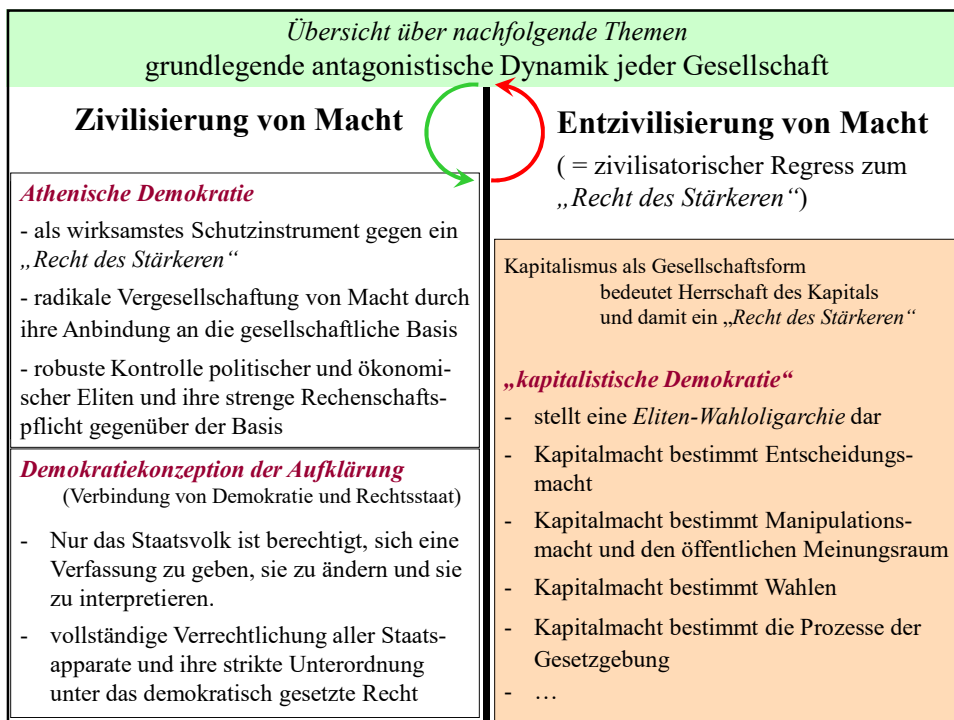 Übersicht über nachfolgende Themen
grundlegende antagonistische Dynamik jeder Gesellschaft
Zivilisierung von Macht
Athenische Demokratie
- als wirksamstes Schutzinstrument gegen ein
„Recht des Stärkeren“
- radikale Vergesellschaftung von Macht durch
ihre Anbindung an die gesellschaftliche Basis
- robuste Kontrolle politischer und ökonomi-
scher Eliten und ihre strenge Rechenschafts-
pflicht gegenüber der Basis
Demokratiekonzeption der Aufklärung
(Verbindung von Demokratie und Rechtsstaat)
- Nur das Staatsvolk ist berechtigt, sich eine
Verfassung zu geben, sie zu ändern und sie
zu interpretieren.
- vollständige Verrechtlichung aller Staats-
apparate und ihre strikte Unterordnung
unter das demokratisch gesetzte Recht
Entzivilisierung von Macht
( = zivilisatorischer Regress zum
„Recht des Stärkeren“)
Kapitalismus als Gesellschaftsform
bedeutet Herrschaft des Kapitals
und damit ein „Recht des Stärkeren“
„kapitalistische Demokratie“
- stellt eine Eliten-Wahloligarchie dar
- Kapitalmacht bestimmt Entscheidungs-
macht
- Kapitalmacht bestimmt Manipulations-
macht und den öffentlichen Meinungsraum
- Kapitalmacht bestimmt Wahlen
- Kapitalmacht bestimmt die Prozesse der
Gesetzgebung
- …